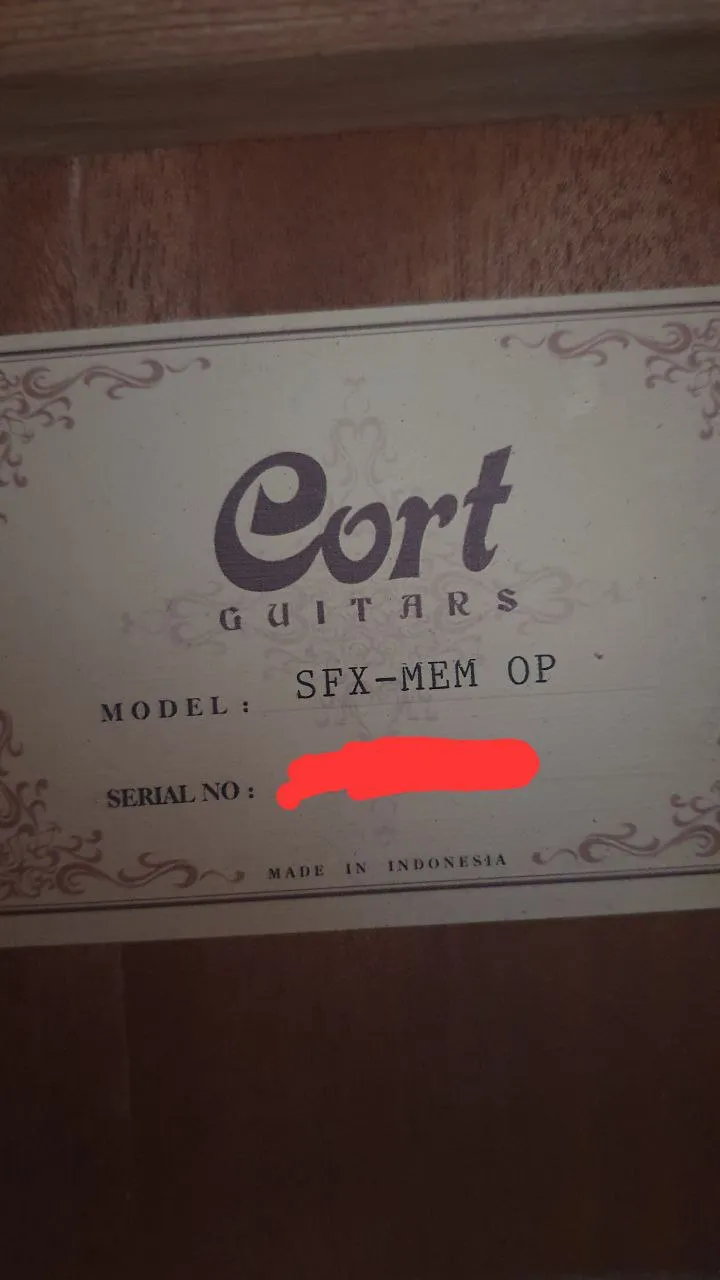 Cort
GUITARS
MODEL: SFX-MEM OP
SERIAL NO:
MADE IN INDONESIA